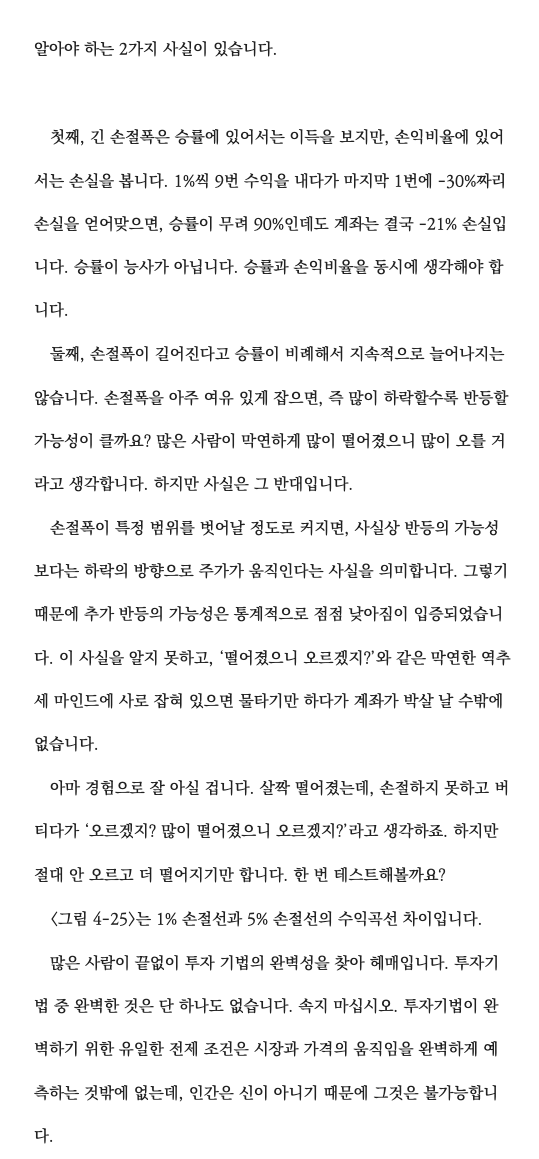 알아야 하는 2가지 사실이 있습니다.
첫째, 긴 손절폭은 승률에 있어서는 이득을 보지만, 손익비율에 있어
서는 손실을 봅니다. 1%씩 9번 수익을 내다가 마지막 1번에 -30%짜리
손실을 얻어맞으면, 승률이 무려 90%인데도 계좌는 결국 -21% 손실입
니다. 승률이 능사가 아닙니다. 승률과 손익비율을 동시에 생각해야 합
니다.
둘째, 손절폭이 길어진다고 승률이 비례해서 지속적으로 늘어나지는
않습니다. 손절폭을 아주 여유 있게 잡으면, 즉 많이 하락할수록 반등할
가능성이 클까요? 많은 사람이 막연하게 많이 떨어졌으니 많이 오를 거
라고 생각합니다. 하지만 사실은 그 반대입니다.
손절폭이 특정 범위를 벗어날 정도로 커지면, 사실상 반등의 가능성
보다는 하락의 방향으로 주가가 움직인다는 사실을 의미합니다. 그렇기
때문에 추가 반등의 가능성은 통계적으로 점점 낮아짐이 입증되었습니
다. 이 사실을 알지 못하고, ‘떨어졌으니 오르겠지?’와 같은 막연한 역추
세 마인드에 사로 잡혀 있으면 물타기만 하다가 계좌가 박살 날 수밖에
없습니다.
아마 경험으로 잘 아실 겁니다. 살짝 떨어졌는데, 손절하지 못하고 버
티다가 ‘오르겠지? 많이 떨어졌으니 오르겠지?’라고 생각하죠. 하지만
절대 안 오르고 더 떨어지기만 합니다. 한 번 테스트해볼까요?
〈그림 4-25〉는 1% 손절선과 5% 손절선의 수익곡선 차이입니다.
많은 사람이 끝없이 투자 기법의 완벽성을 찾아 헤매입니다. 투자기
법 중 완벽한 것은 단 하나도 없습니다. 속지 마십시오. 투자기법이 완
벽하기 위한 유일한 전제 조건은 시장과 가격의 움직임을 완벽하게 예
측하는 것밖에 없는데, 인간은 신이 아니기 때문에 그것은 불가능합니
다.